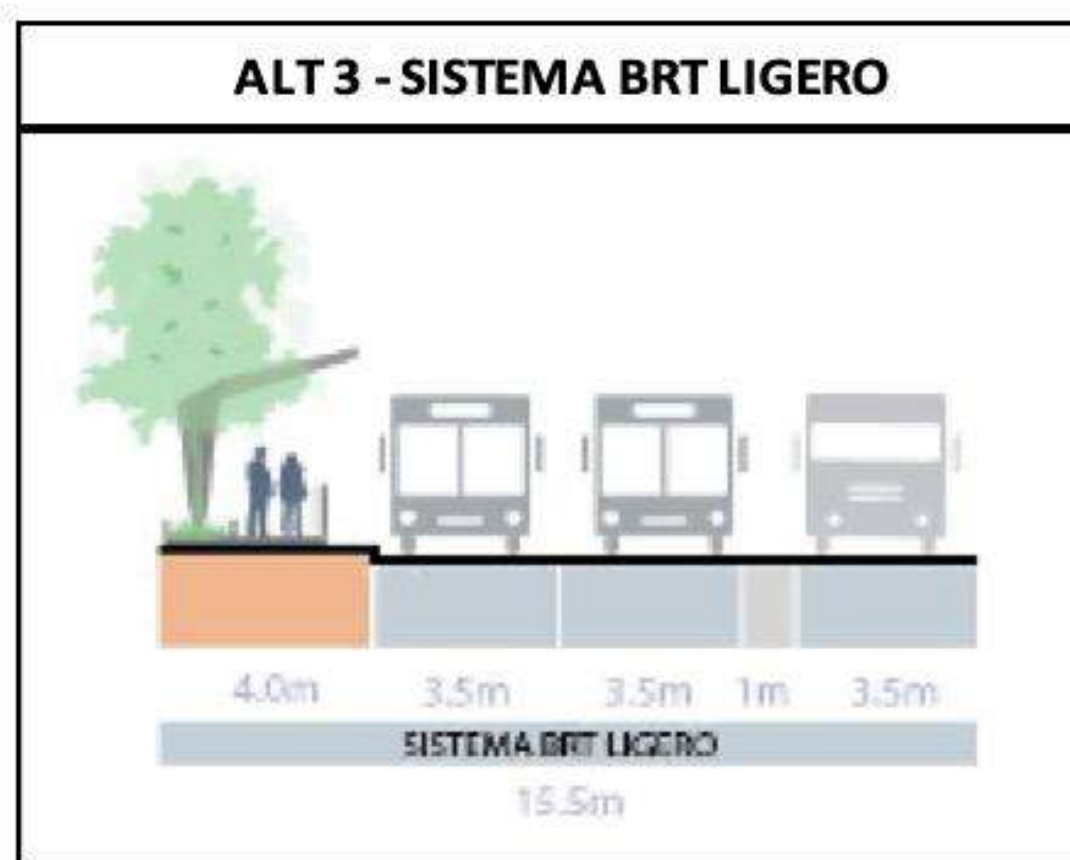 ALT 3 - SISTEMA BRT LIGERO
4.0m 3.5m 3.5m 1m 3.5m
SISTEMA BRT LIGERO
15.5m